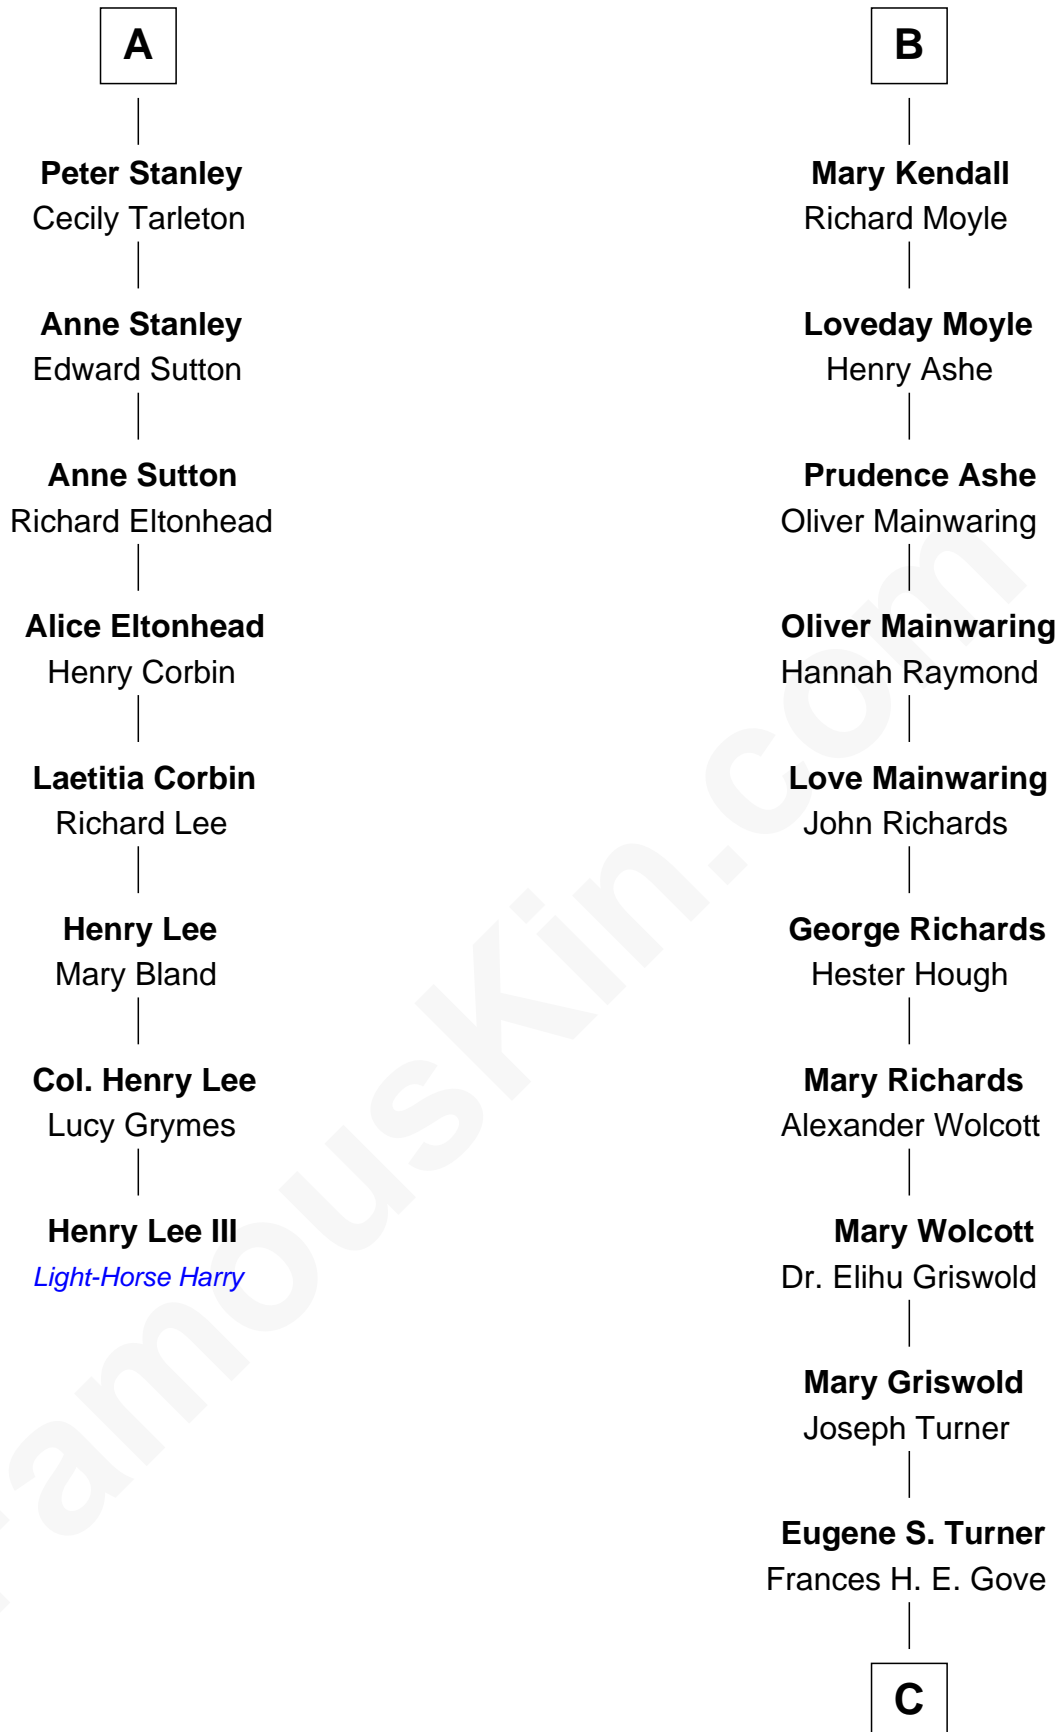 A
Peter Stanley
Cecily Tarleton
Anne Stanley
Edward Sutton
Anne Sutton
Richard Eltonhead
Alice Eltonhead
Henry Corbin
Laetitia Corbin
Richard Lee
Henry Lee
Mary Bland
Col. Henry Lee
Lucy Grymes
Henry Lee III
Light-Horse Harry
B
Mary Kendall
Richard Moyle
Loveday Moyle
Henry Ashe
Prudence Ashe
Oliver Mainwaring
Oliver Mainwaring
Hannah Raymond
Love Mainwaring
John Richards
George Richards
Hester Hough
Mary Richards
Alexander Wolcott
Mary Wolcott
Dr. Elihu Griswold
Mary Griswold
Joseph Turner
Eugene S. Turner
Frances H. E. Gove
C
FamousKin.com